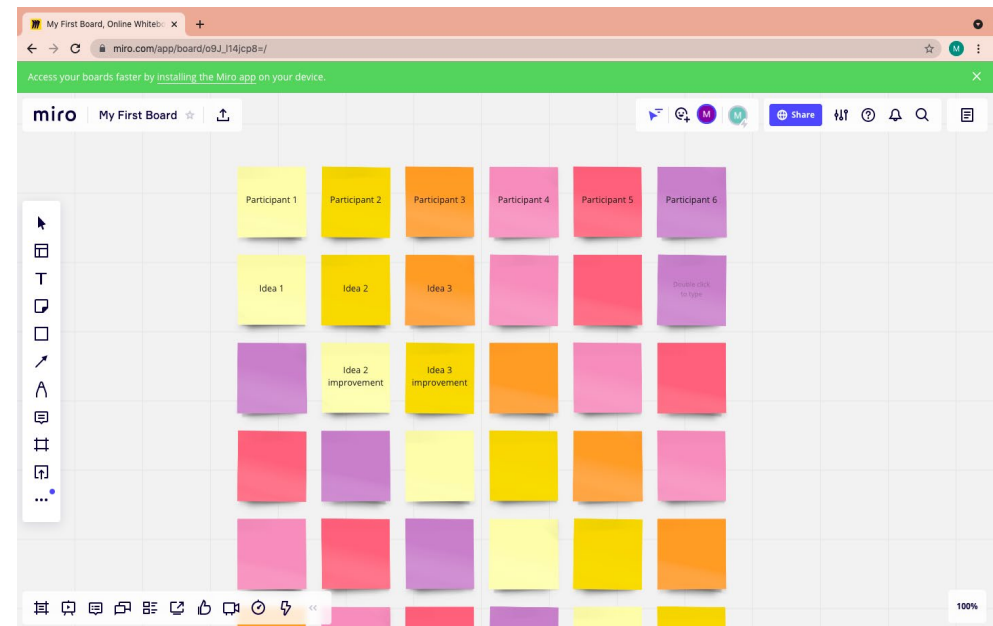 My First Board, Online Whitebo
miro.com/app/board/o9J_l14jcp8=/
M
Access your boards faster by installing the Miro app on your device.
miro
My First Board
M
M
Share
Participant 1
Participant 2
Participant 3
Participant 4
Participant 5
Participant 6
T
Idea 1
Idea 2
Idea 3
Double click
to type
Idea 2
improvement
Idea 3
improvement
100%